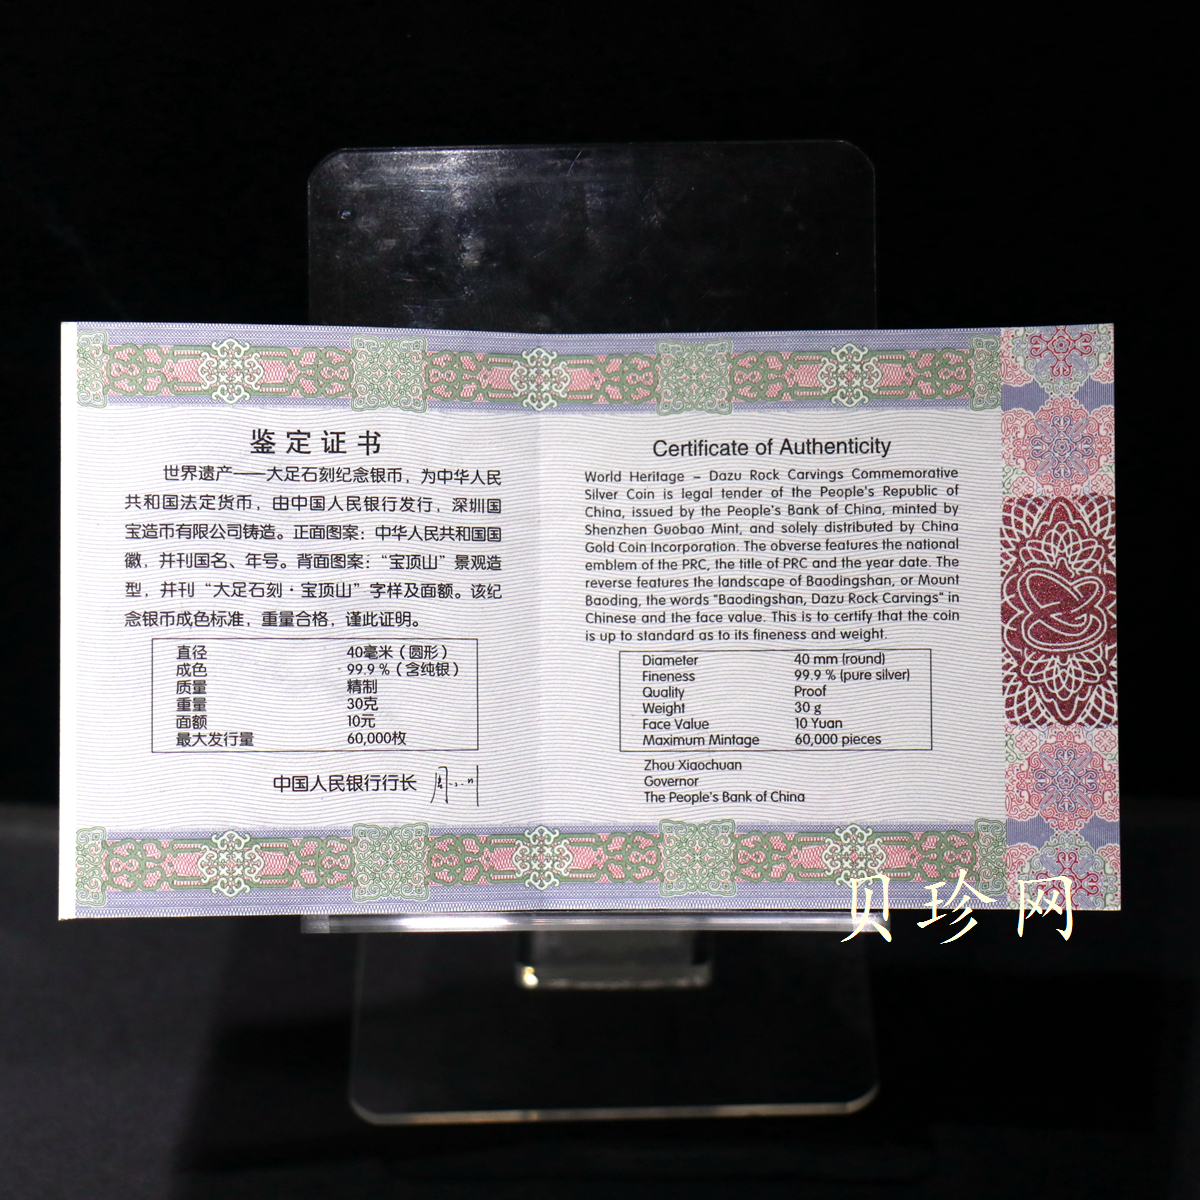 鉴定证书
世界遗产——大足石刻纪念银币，为中华人民
共和国法定货币，由中国人民银行发行，深圳国
宝造币有限公司铸造。正面图案：中华人民共和国国
徽，并刊国名、年号。背面图案：“宝顶山”景观造
型，并刊“大足石刻·宝顶山”字样及面额。该纪
念银币成色标准，重量合格，谨此证明。
直径 40毫米（圆形）
成色 99.9％（含纯银）
质量 精制
重量 30克
面额 10元
最大发行量 60,000枚
中国人民银行行长
Certificate of Authenticity
World Heritage – Dazu Rock Carvings Commemorative
Silver Coin is legal tender of the People's Republic of
China, issued by the People's Bank of China, minted by
Shenzhen Guobao Mint, and solely distributed by China
Gold Coin Incorporation. The obverse features the national
emblem of the PRC, the title of PRC and the year date. The
reverse features the landscape of Baodingshan, or Mount
Baoding, the words "Baodingshan, Dazu Rock Carvings" in
Chinese and the face value. This is to certify that the coin
is up to standard as to its fineness and weight.
Diameter 40 mm (round)
Fineness 99.9 % (pure silver)
Quality Proof
Weight 30 g
Face Value 10 Yuan
Maximum Mintage 60,000 pieces
Zhou Xiaochuan
Governor
The People's Bank of China
贝珍网